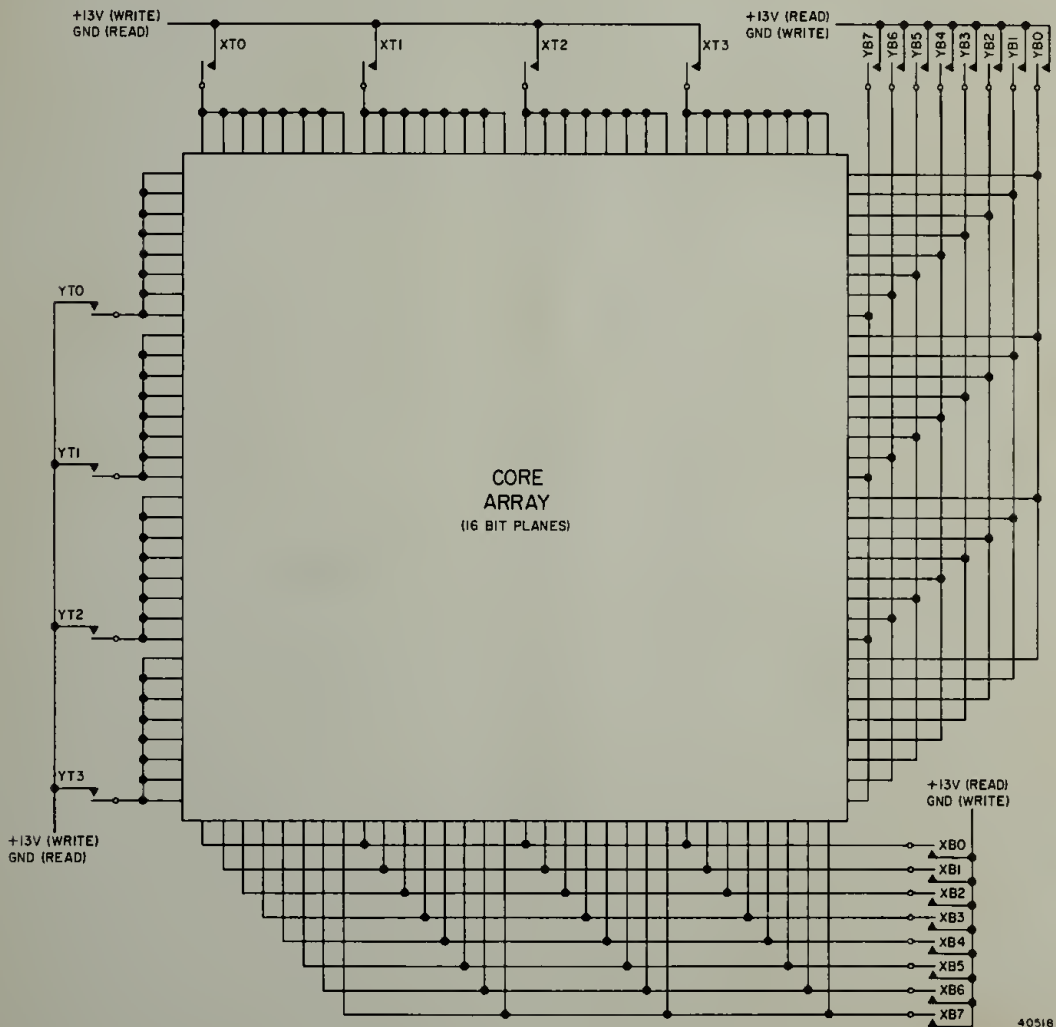 +13V (WRITE)
GND (READ)
XT0
XT1
XT2
XT3
+13V (READ)
GND (WRITE)
YB7
YB6
YB5
YB4
YB3
YB2
YB1
YB0
YT0
YT1
YT2
YT3
+13V (WRITE)
GND (READ)
CORE
ARRAY
(16 BIT PLANES)
+13V (READ)
GND (WRITE)
XB0
XB1
XB2
XB3
XB4
XB5
XB6
XB7
40518